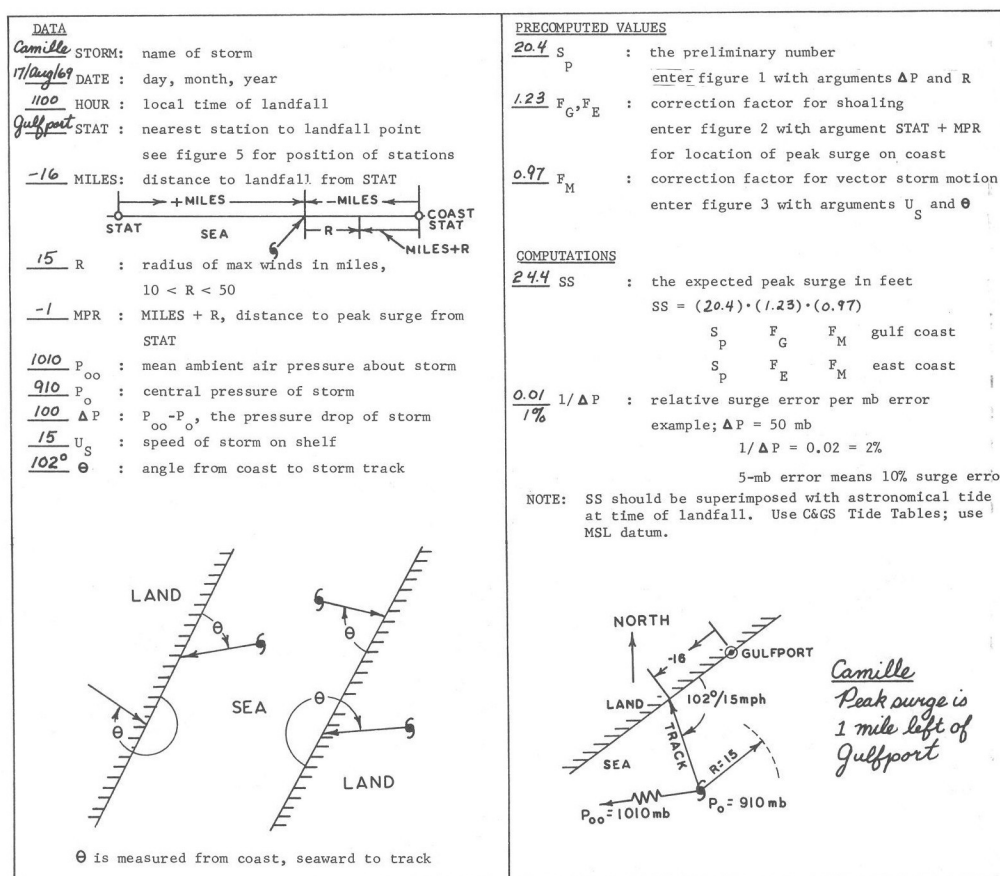 DATA
Camille STORM: name of storm
17/Aug/69 DATE : day, month, year
1100 HOUR : local time of landfall
Gulfport STAT : nearest station to landfall point
see figure 5 for position of stations
-16 MILES: distance to landfall from STAT
+MILES -MILES
STAT SEA R COAST STAT
MILES+R
15 R : radius of max winds in miles,
10 < R < 50
-1 MPR : MILES + R, distance to peak surge from
STAT
1010 Poo : mean ambient air pressure about storm
910 Po : central pressure of storm
100 ΔP : Poo-Po, the pressure drop of storm
15 US : speed of storm on shelf
102° θ : angle from coast to storm track
LAND
θ
θ
SEA
θ
θ
LAND
θ is measured from coast, seaward to track
PRECOMPUTED VALUES
20.4 Sp : the preliminary number
enter figure 1 with arguments ΔP and R
1.23 FG,FE : correction factor for shoaling
enter figure 2 with argument STAT + MPR
for location of peak surge on coast
0.97 FM : correction factor for vector storm motion
enter figure 3 with arguments US and θ
COMPUTATIONS
24.4 SS : the expected peak surge in feet
SS = (20.4)·(1.23)·(0.97)
Sp FG FM gulf coast
Sp FE FM east coast
0.01 1/ΔP : relative surge error per mb error
1% example; ΔP = 50 mb
1/ΔP = 0.02 = 2%
5-mb error means 10% surge erro
NOTE: SS should be superimposed with astronomical tide
at time of landfall. Use C&GS Tide Tables; use
MSL datum.
NORTH
-16
GULFPORT
LAND
102°/15mph
TRACK
SEA
R=15
Poo=1010mb
Po=910mb
Camille
Peak surge is
1 mile left of
Gulfport